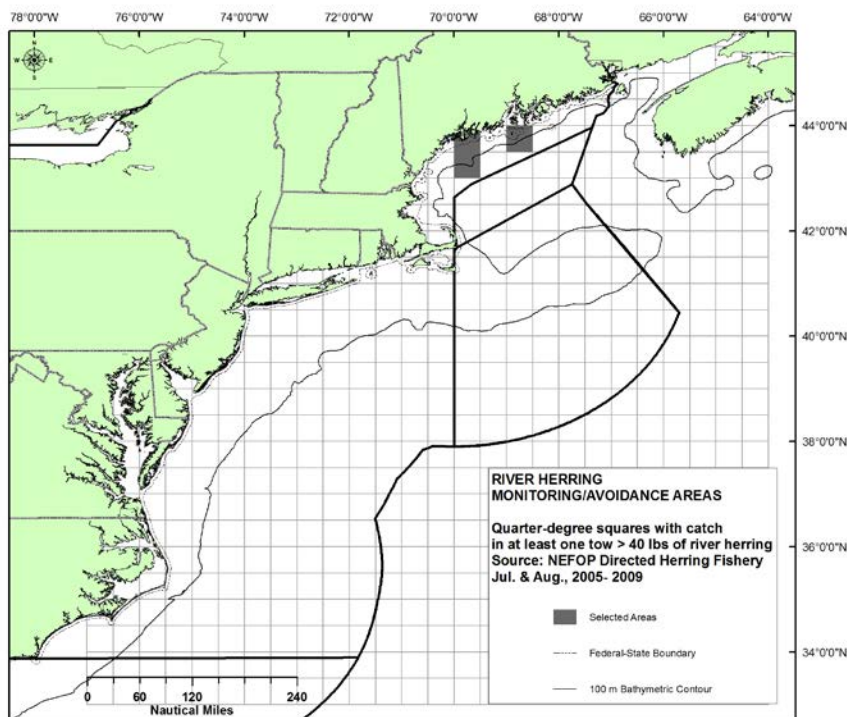 78°0'0"W 76°0'0"W 74°0'0"W 72°0'0"W 70°0'0"W 68°0'0"W 66°0'0"W 64°0'0"W
N
W E
S
44°0'0"N
42°0'0"N
40°0'0"N
38°0'0"N
36°0'0"N
34°0'0"N
RIVER HERRING
MONITORING/AVOIDANCE AREAS
Quarter-degree squares with catch
in at least one tow > 40 lbs of river herring
Source: NEFOP Directed Herring Fishery
Jul. & Aug., 2005- 2009
Selected Areas
Federal-State Boundary
100 m Bathymetric Contour
0 60 120 240
Nautical Miles